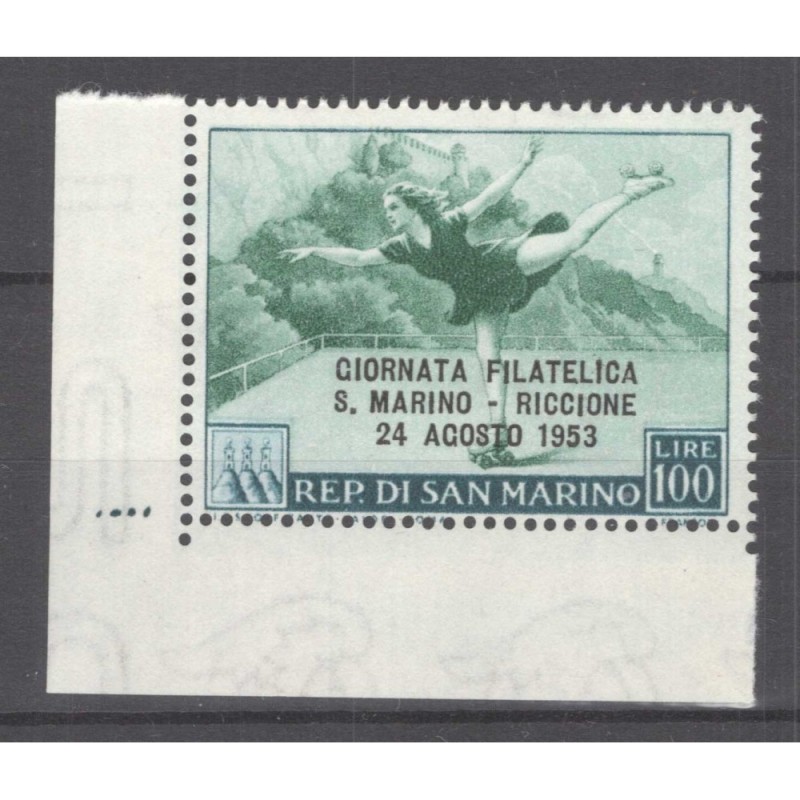 GIORNATA FILATELICA
S. MARINO - RICCIONE
24 AGOSTO 1953
LIRE
100
REP. DI SAN MARINO